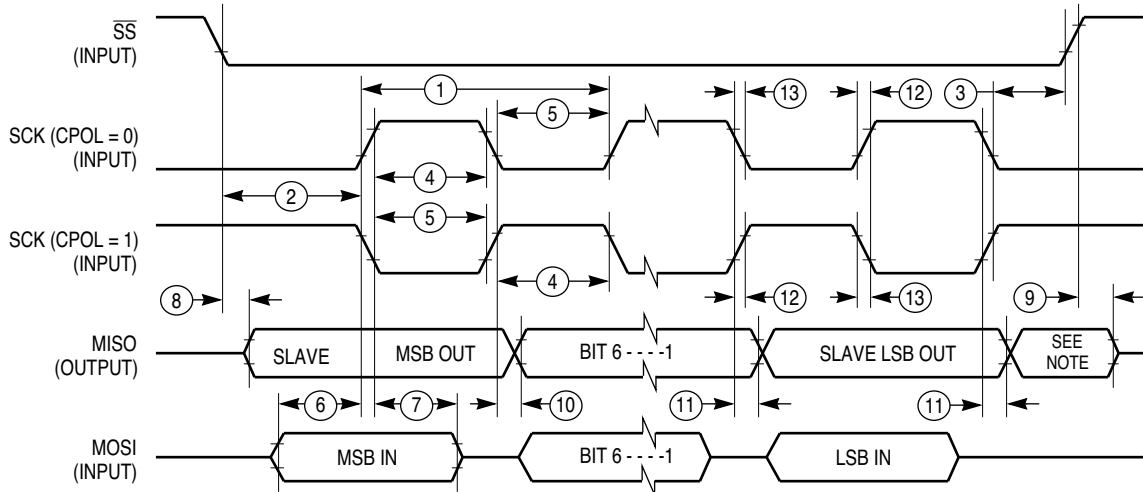 SS
(INPUT)
1
13
12
3
5
SCK (CPOL = 0)
(INPUT)
4
2
5
SCK (CPOL = 1)
(INPUT)
4
8
12
13
9
MISO
(OUTPUT)
SLAVE
MSB OUT
BIT 6 - - - - -1
SLAVE LSB OUT
SEE
NOTE
6
7
10
11
11
MOSI
(INPUT)
MSB IN
BIT 6 - - - - -1
LSB IN